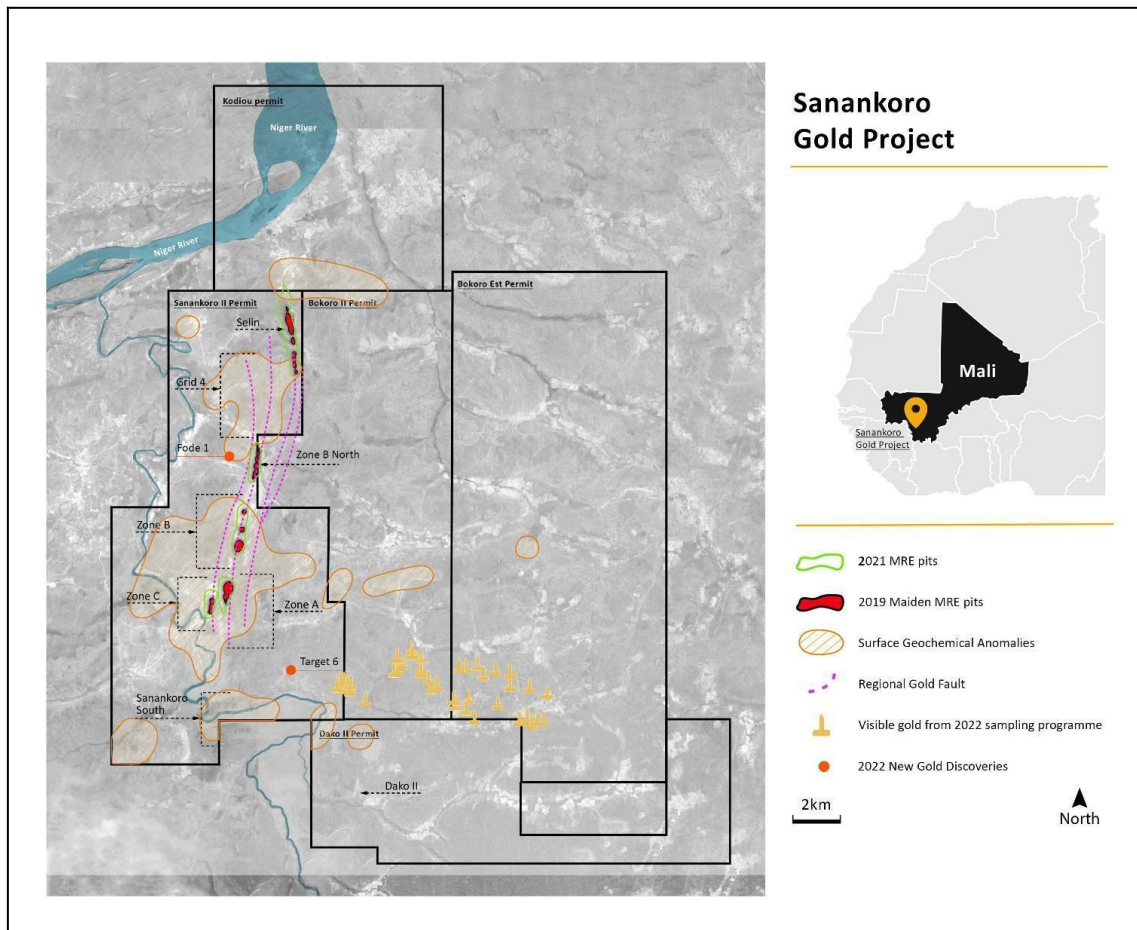 Sanankoro
Gold Project
Kodiou permit
Niger River
Niger River
Sanankoro II Permit
Bokoro II Permit
Bokoro Est Permit
Selin
Grid 4
Fode 1
Zone B North
Zone B
Zone C
Zone A
Target 6
Sanankoro
South
Dako II Permit
Dako II
Mali
Sanankoro
Gold Project
2021 MRE pits
2019 Maiden MRE pits
Surface Geochemical Anomalies
Regional Gold Fault
Visible gold from 2022 sampling programme
2022 New Gold Discoveries
2km
North